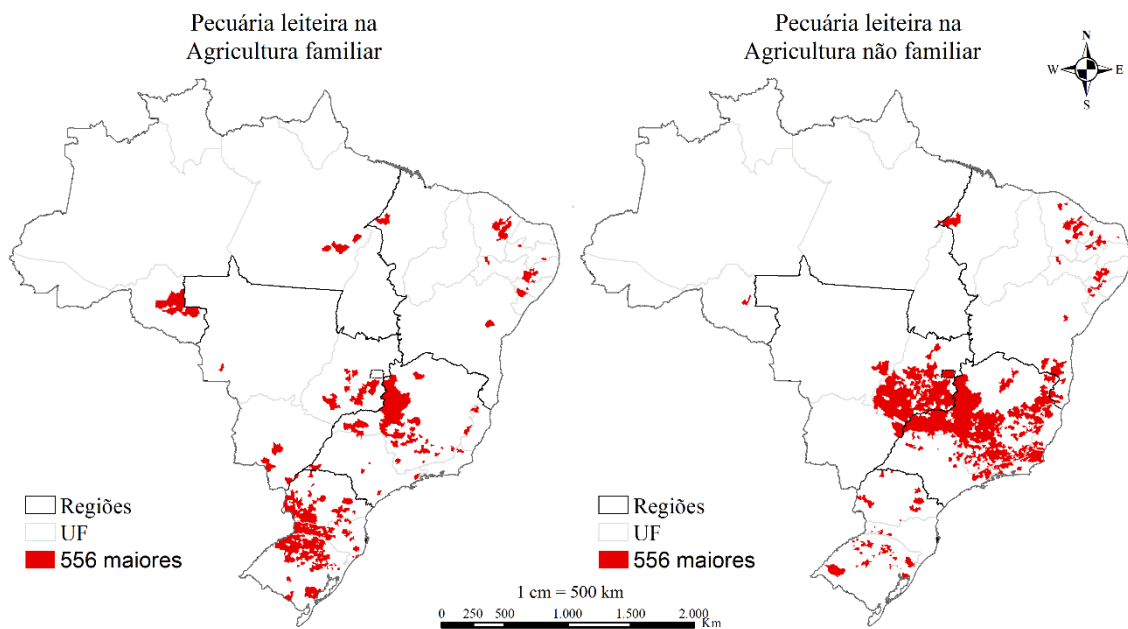 Pecuária leiteira na
Agricultura familiar
Pecuária leiteira na
Agricultura não familiar
N
W E
S
Regiões
UF
556 maiores
Regiões
UF
556 maiores
1 cm = 500 km
0 250 500 1.000 1.500 2.000
Km